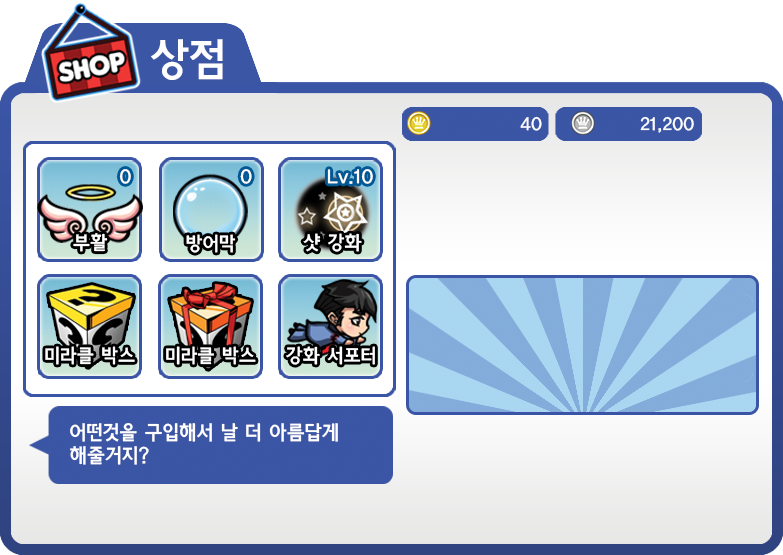 SHOP
상점
40
21,200
0
0
Lv.10
부활
방어막
샷 강화
미라클 박스
미라클 박스
강화 서포터
어떤것을 구입해서 날 더 아름답게
해줄거지?